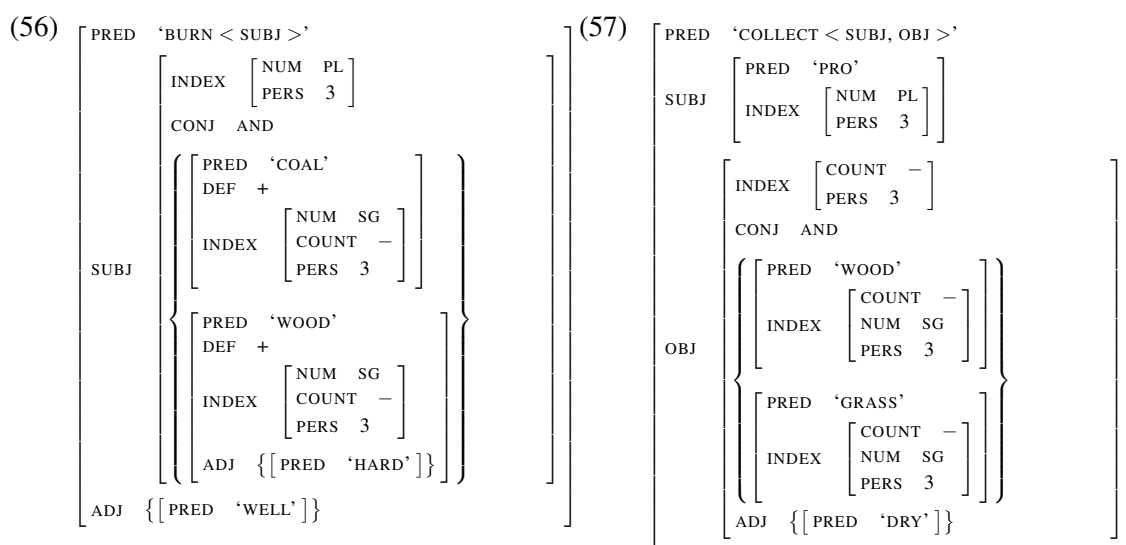 (56)
PRED ‘BURN < SUBJ >’
INDEX
NUM PL
PERS 3
CONJ AND
PRED ‘COAL’
DEF +
INDEX
NUM SG
COUNT −
PERS 3
SUBJ
PRED ‘WOOD’
DEF +
INDEX
NUM SG
COUNT −
PERS 3
ADJ {[PRED ‘HARD’]}
ADJ {[PRED ‘WELL’]}
(57)
PRED ‘COLLECT < SUBJ, OBJ >’
SUBJ
PRED ‘PRO’
INDEX
NUM PL
PERS 3
INDEX
COUNT −
PERS 3
CONJ AND
PRED ‘WOOD’
INDEX
COUNT −
NUM SG
PERS 3
OBJ
PRED ‘GRASS’
INDEX
COUNT −
NUM SG
PERS 3
ADJ {[PRED ‘DRY’]}